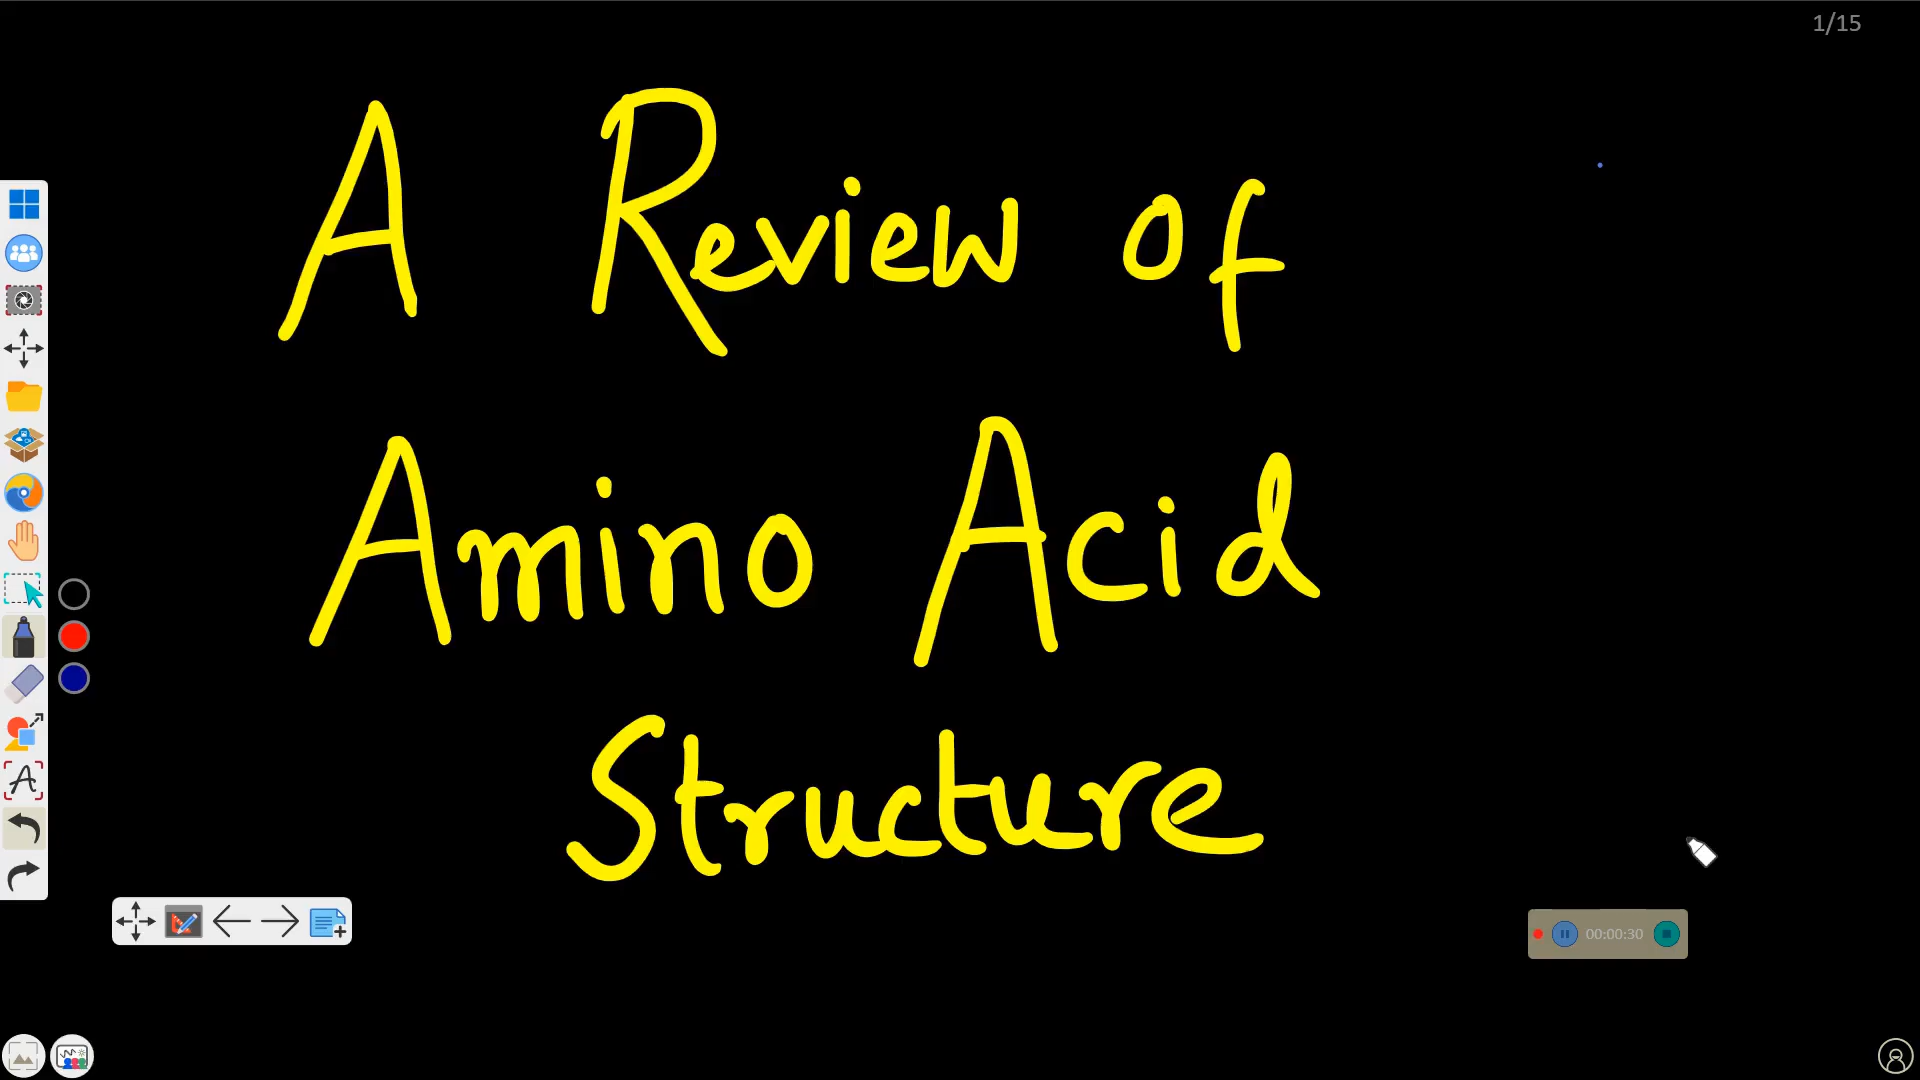 1/15
A Review of
Amino Acid
Structure
00:00:30